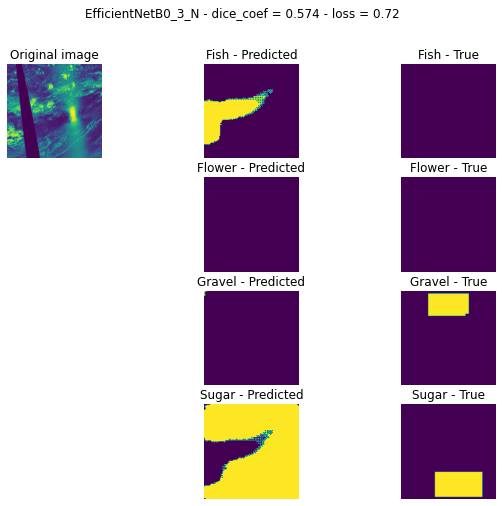 EfficientNetB0_3_N - dice_coef = 0.574 - loss = 0.72
Original image
Fish - Predicted
Fish - True
Flower - Predicted
Flower - True
Gravel - Predicted
Gravel - True
Sugar - Predicted
Sugar - True